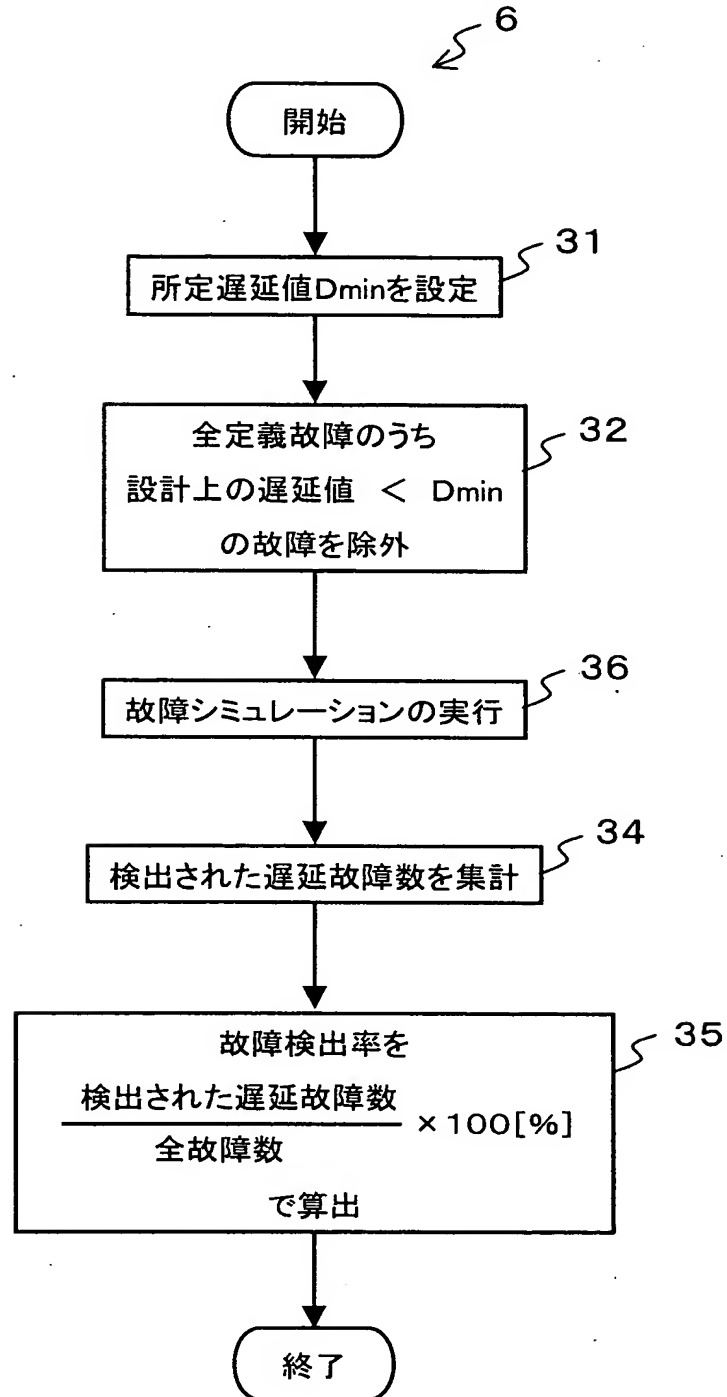 6
開始
31
所定遅延値Dminを設定
32
全定義故障のうち
設計上の遅延値 < Dmin
の故障を除外
36
故障シミュレーションの実行
34
検出された遅延故障数を集計
35
故障検出率を
検出された遅延故障数
全故障数
×100[%]
で算出
終了